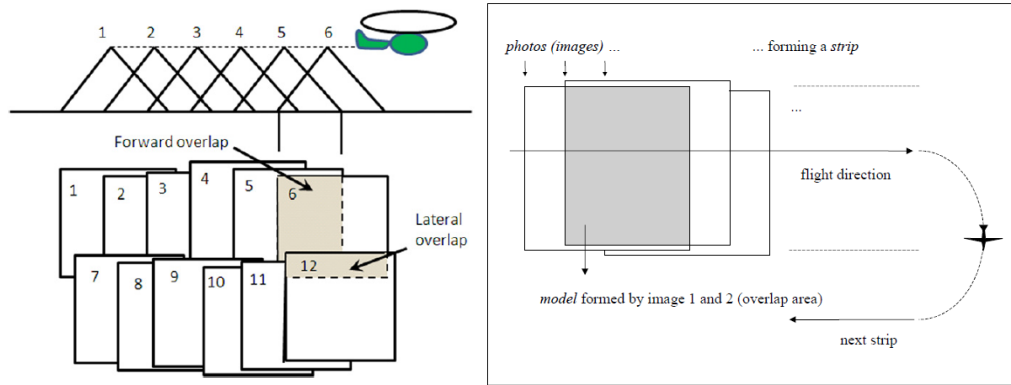 1 2 3 4 5 6
Forward overlap
1 2 3 4 5 6
Lateral
overlap
7 8 9 10 11 12
photos (images) ...
... forming a strip
...
flight direction
model formed by image 1 and 2 (overlap area)
next strip